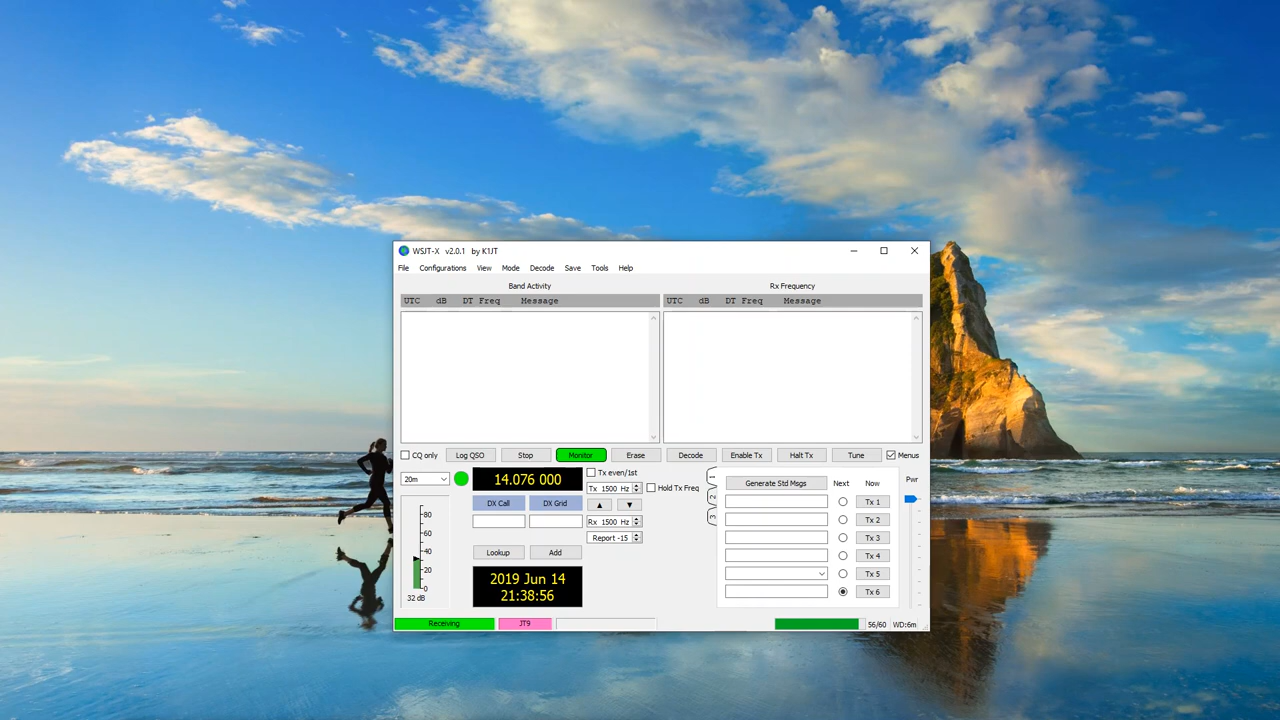 WSJT-X v2.0.1 by K1JT
File Configurations View Mode Decode Save Tools Help
Band Activity
UTC dB DT Freq Message
Rx Frequency
UTC dB DT Freq Message
CQ only Log QSO Stop Monitor Erase Decode Enable Tx Halt Tx Tune Menus
20m
14.076 000
Tx even/1st
Tx 1500 Hz
Hold Tx Freq
DX Call DX Grid
▲ ▼
Rx 1500 Hz
Report -15
Lookup Add
2019 Jun 14
21:38:56
80
60
40
20
0
32 dB
1
2
3
Generate Std Msgs Next Now
Tx 1
Tx 2
Tx 3
Tx 4
Tx 5
Tx 6
Pwr
Receiving JT9 56/60 WD:6m